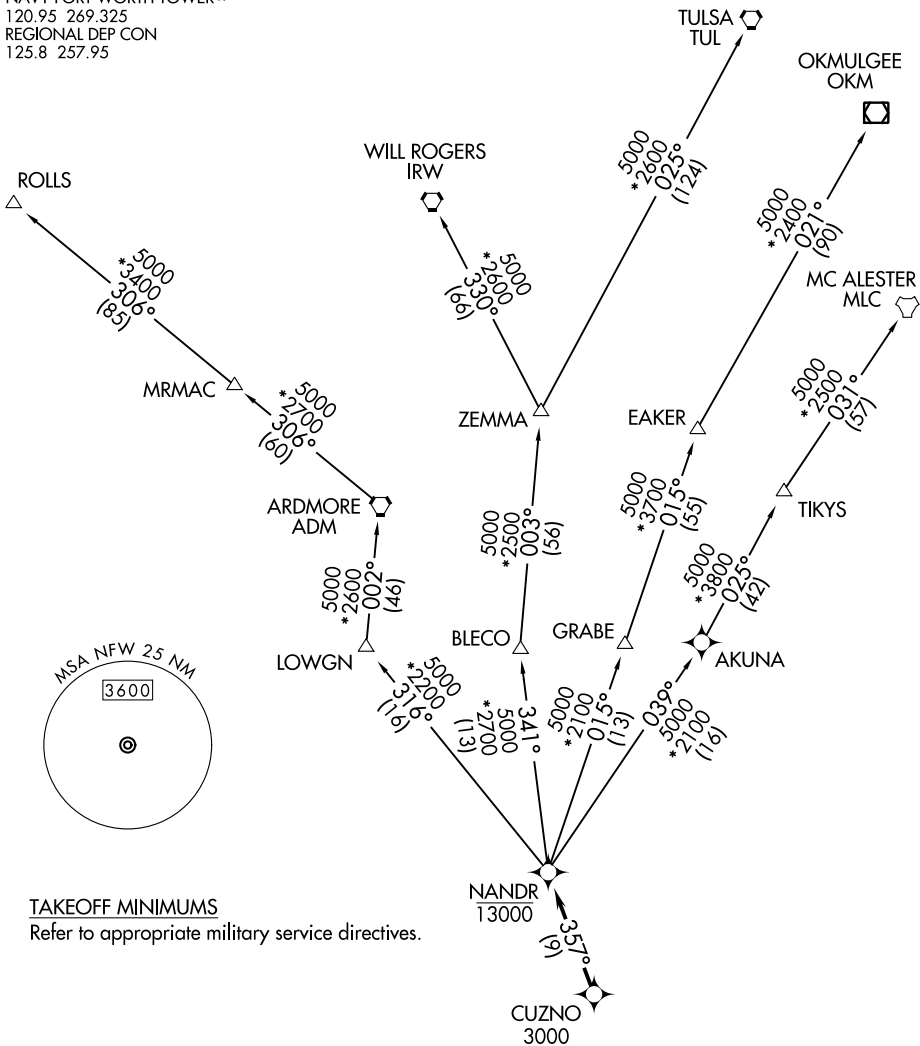 120.95 269.325
REGIONAL DEP CON
125.8 257.95
TULSA
TUL
OKMULGEE
OKM
WILL ROGERS
IRW
ROLLS
5000
*2600
025°
(124)
5000
*2400
021°
(90)
5000
*2600
330°
(66)
5000
*3400
306°
(85)
MC ALESTER
MLC
5000
*2500
031°
(57)
MRMAC
5000
*2700
306°
(60)
ZEMMA
EAKER
ARDMORE
ADM
5000
*2500
003°
(56)
5000
*3700
015°
(55)
TIKYS
5000
*2600
002°
(46)
5000
*3800
025°
(42)
LOWGN
BLECO
GRABE
AKUNA
MSA NFW 25 NM
3600
5000
*2200
316°
(16)
341°
5000
*2700
(13)
5000
*2100
015°
(13)
039°
5000
*2100
(16)
NANDR
13000
TAKEOFF MINIMUMS
Refer to appropriate military service directives.
357°
(9)
CUZNO
3000